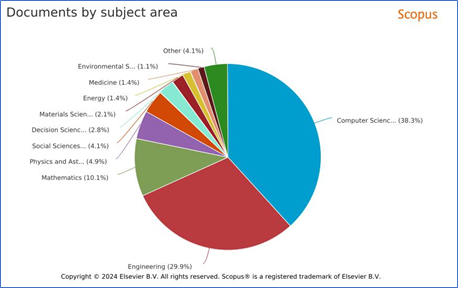 Documents by subject area
Scopus
Other (4.1%)
Environmental S... (1.1%)
Medicine (1.4%)
Energy (1.4%)
Materials Scien... (2.1%)
Decision Scienc... (2.8%)
Social Sciences... (4.1%)
Physics and Ast... (4.9%)
Mathematics (10.1%)
Engineering (29.9%)
Computer Scienc... (38.3%)
Copyright © 2024 Elsevier B.V. All rights reserved. Scopus® is a registered trademark of Elsevier B.V.